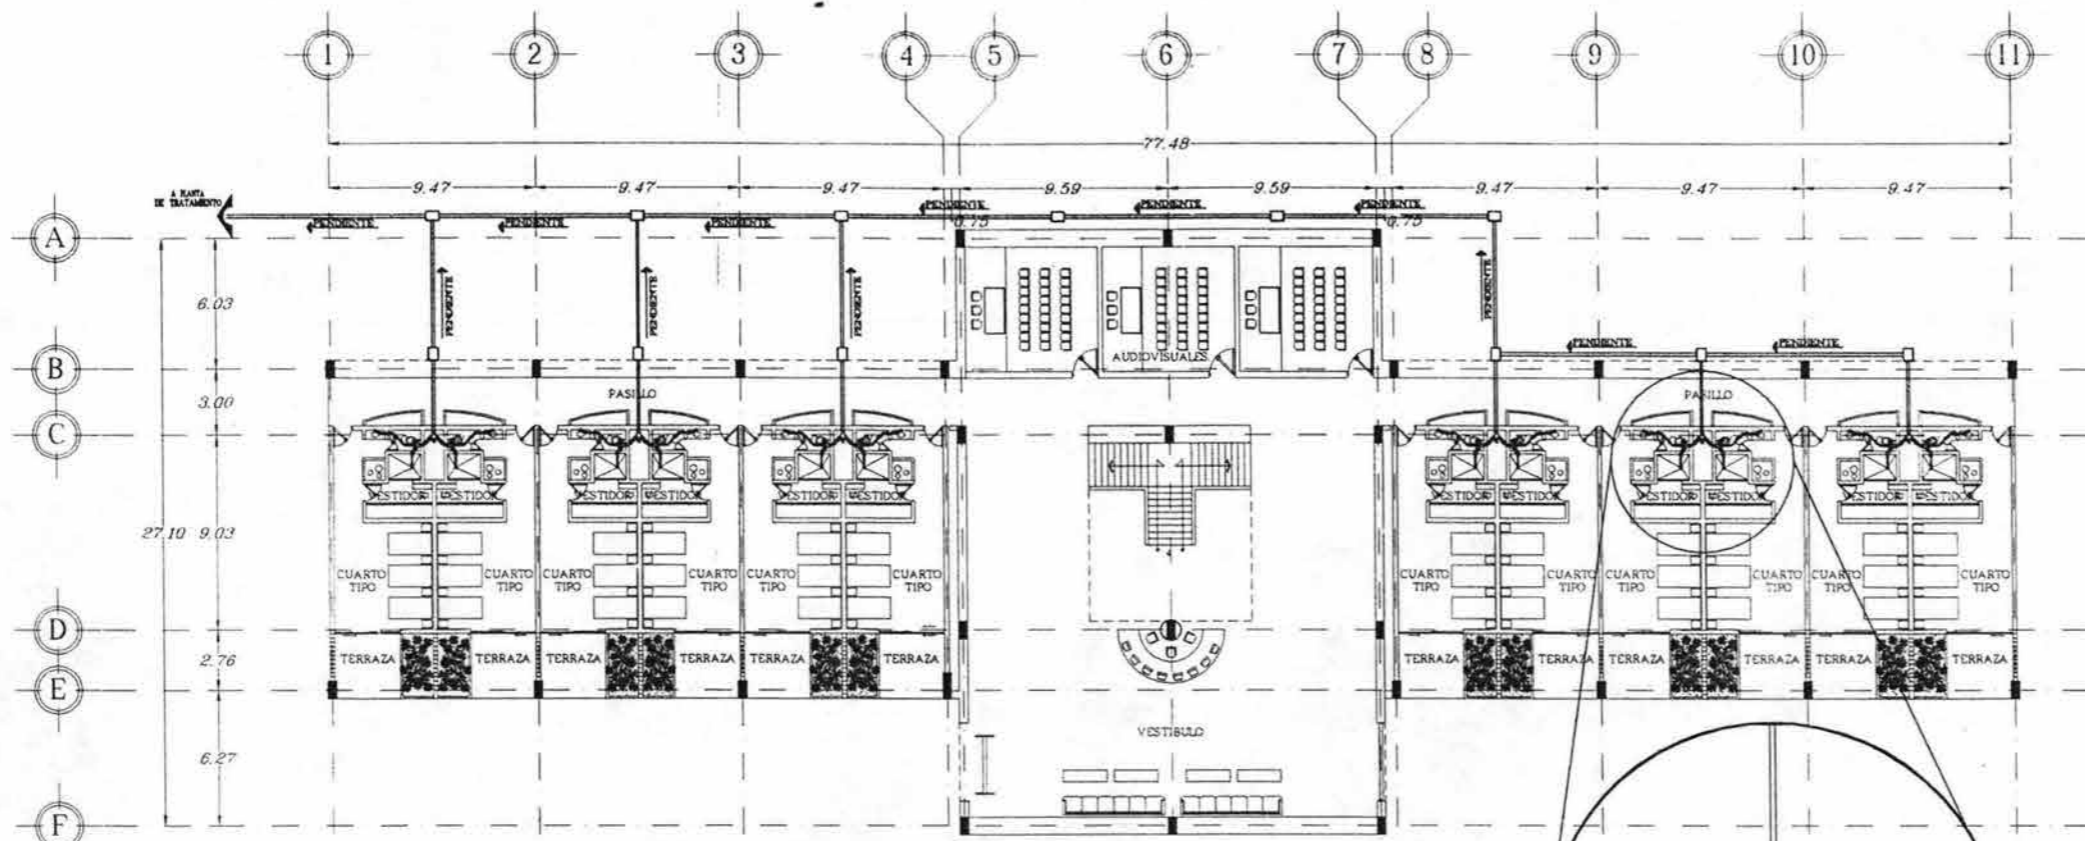 1 2 3 4 5 6 7 8 9 10 11
77.48
9.47 9.47 9.47 9.59 9.59 9.47 9.47 9.47
A PLANTA
DE TRATAMIENTO
PENDIENTE PENDIENTE PENDIENTE PENDIENTE PENDIENTE PENDIENTE
0.75 0.75
A
6.03
PENDIENTE PENDIENTE PENDIENTE PENDIENTE
PENDIENTE PENDIENTE
AUDIOVISUALES
B
3.00
PASILLO PASILLO
C
VESTIDOR VESTIDOR VESTIDOR VESTIDOR VESTIDOR VESTIDOR VESTIDOR VESTIDOR VESTIDOR VESTIDOR VESTIDOR VESTIDOR
27.10 9.03
CUARTO CUARTO CUARTO CUARTO CUARTO CUARTO CUARTO CUARTO CUARTO CUARTO CUARTO CUARTO
TIPO TIPO TIPO TIPO TIPO TIPO TIPO TIPO TIPO TIPO TIPO TIPO
D
2.76
TERRAZA TERRAZA TERRAZA TERRAZA TERRAZA TERRAZA TERRAZA TERRAZA TERRAZA TERRAZA TERRAZA TERRAZA
E
VESTIBULO
6.27
F